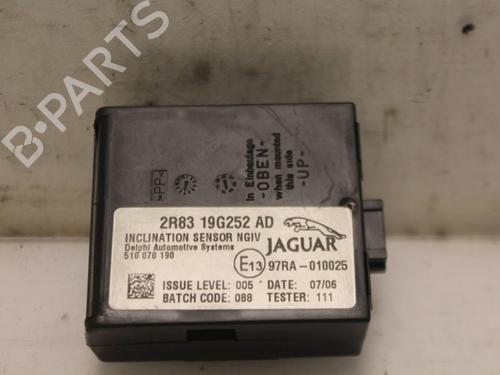 B-PARTS
>PP<
In Einbaulage
-OBEN-
when mounted
this side
-UP-
2R83 19G252 AD
INCLINATION SENSOR NGIV
Delphi Automotive Systems
510 070 190
JAGUAR
E13 97RA-010025
ISSUE LEVEL: 005 DATE: 07/06
BATCH CODE: 088 TESTER: 111